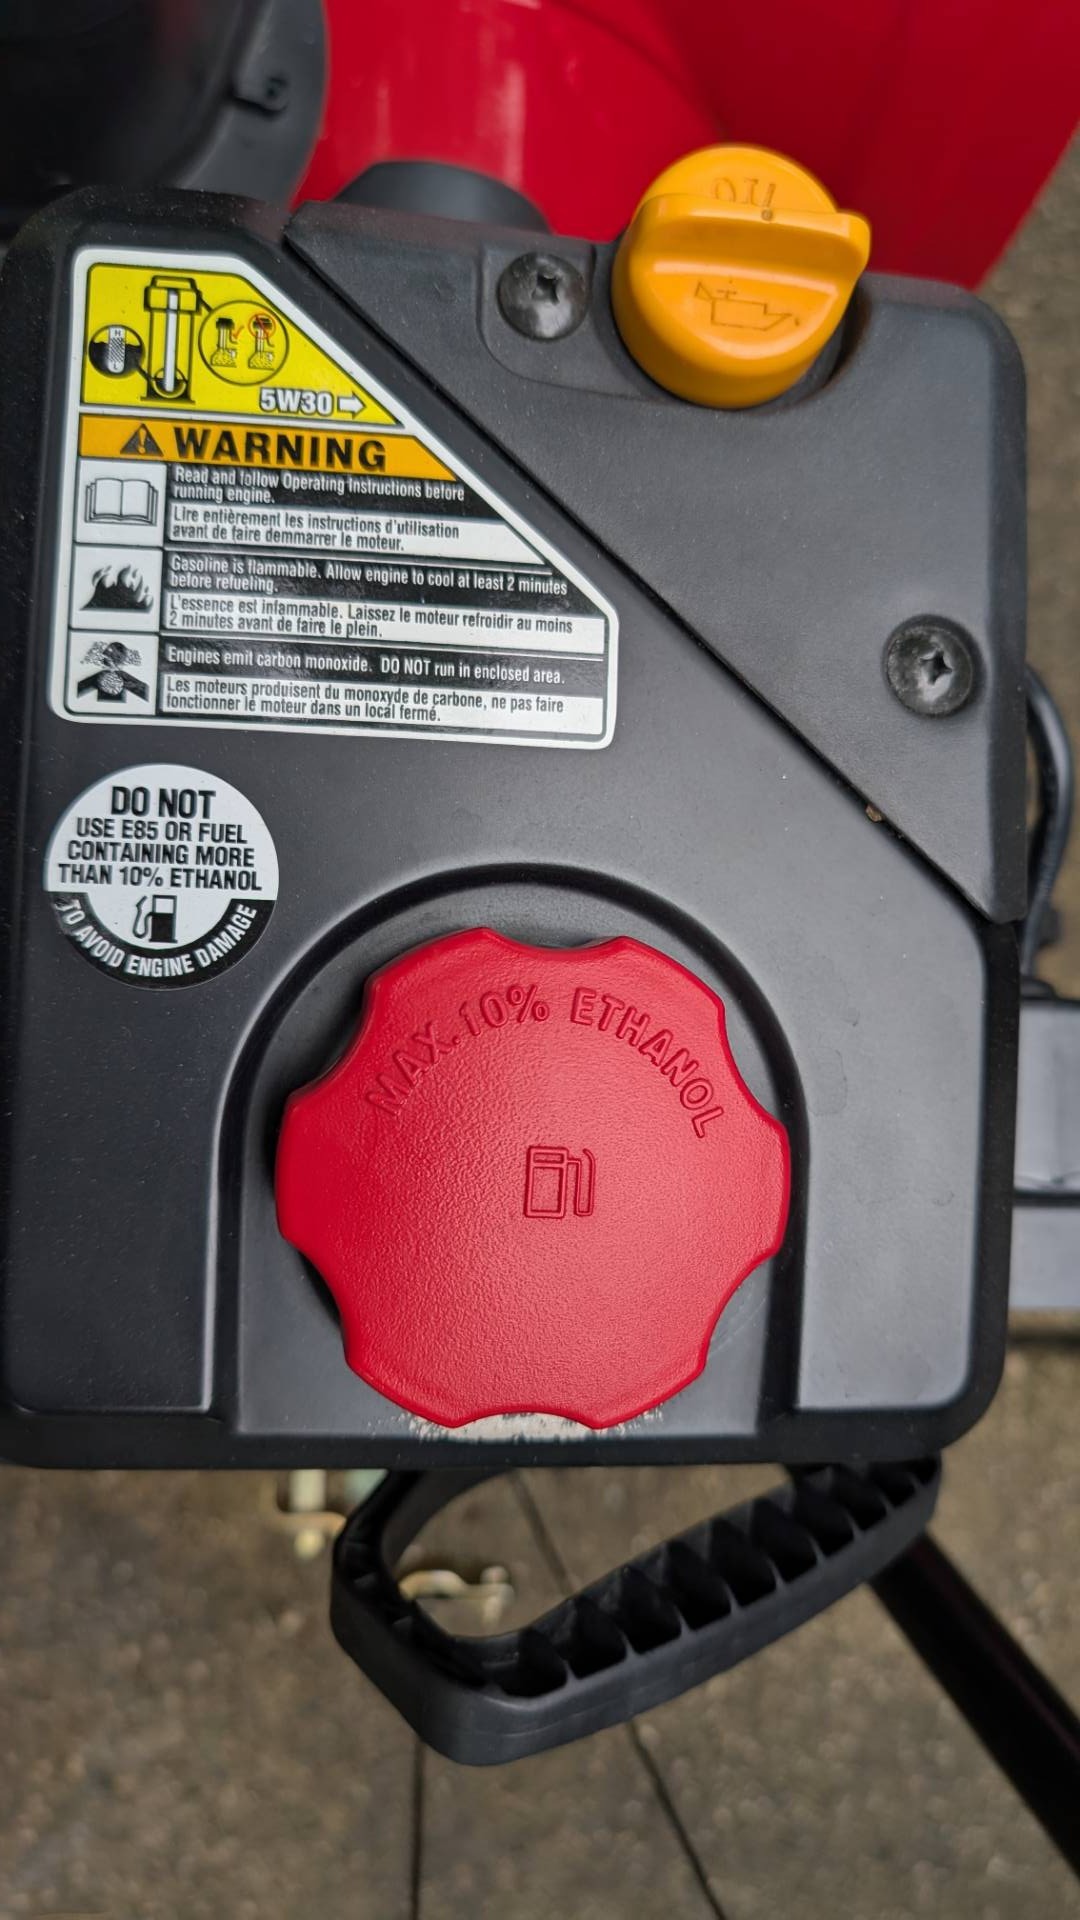 OIL
H
L
5W30
WARNING
Read and follow Operating Instructions before
running engine.
Lire entièrement les instructions d'utilisation
avant de faire demmarrer le moteur.
Gasoline is flammable. Allow engine to cool at least 2 minutes
before refueling.
L'essence est infammable. Laissez le moteur refroidir au moins
2 minutes avant de faire le plein.
Engines emit carbon monoxide. DO NOT run in enclosed area.
Les moteurs produisent du monoxyde de carbone, ne pas faire
fonctionner le moteur dans un local fermé.
DO NOT
USE E85 OR FUEL
CONTAINING MORE
THAN 10% ETHANOL
TO AVOID ENGINE DAMAGE
MAX. 10% ETHANOL